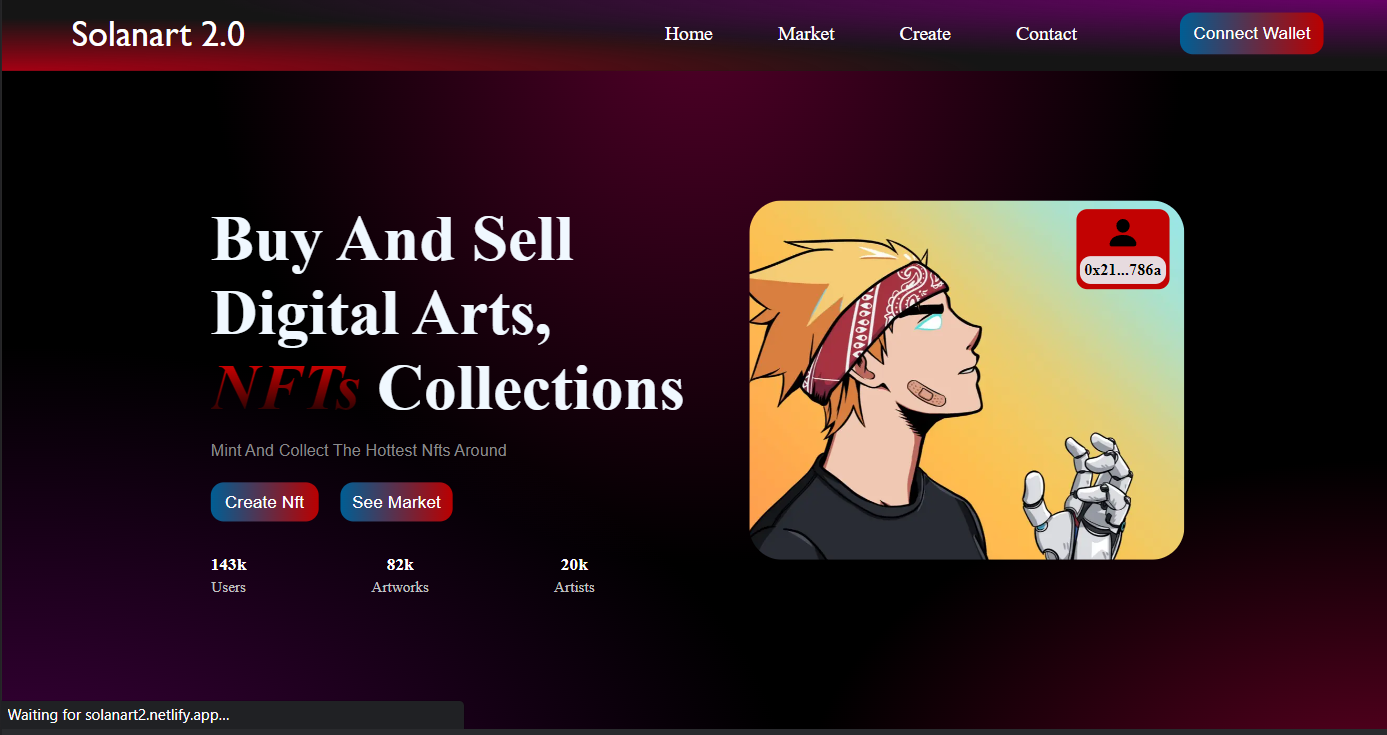 Solanart 2.0
Home
Market
Create
Contact
Connect Wallet
Buy And Sell
Digital Arts,
NFTs Collections
0x21...786a
Mint And Collect The Hottest Nfts Around
Create Nft
See Market
143k
Users
82k
Artworks
20k
Artists
Waiting for solanart2.netlify.app...